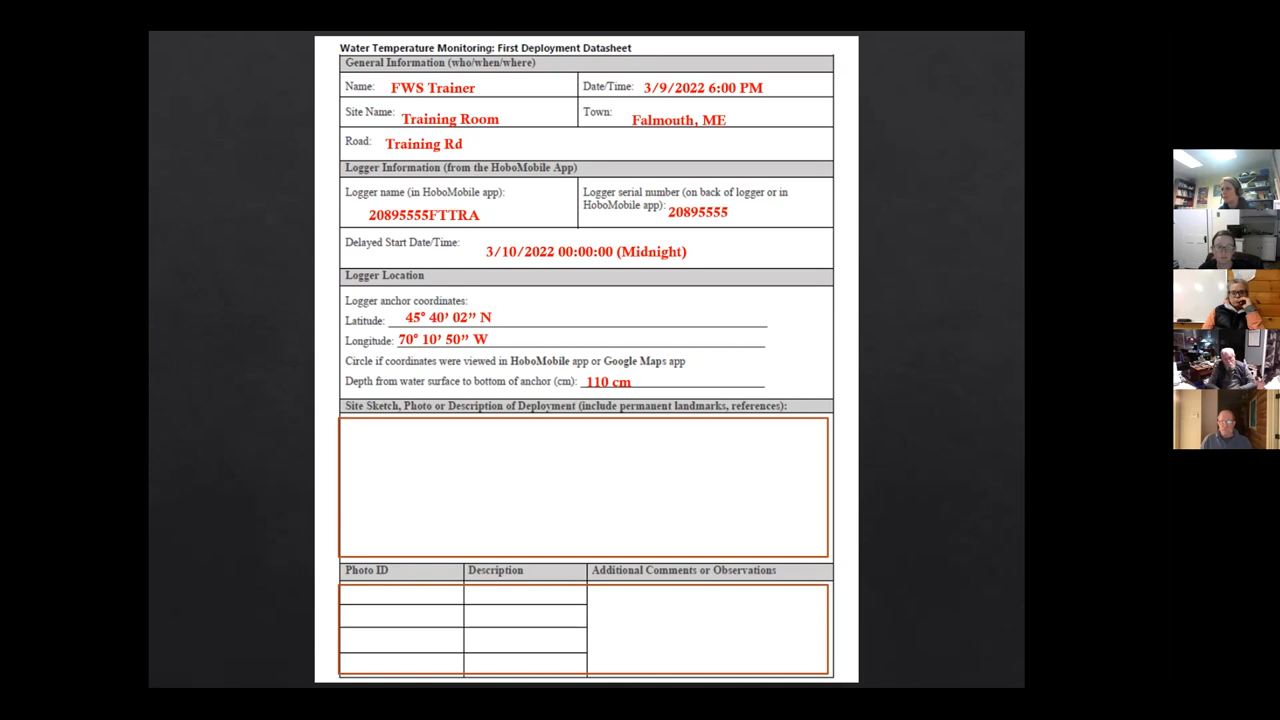 Water Temperature Monitoring: First Deployment Datasheet
General Information (who/when/where)
Name: FWS Trainer
Date/Time: 3/9/2022 6:00 PM
Site Name: Training Room
Town: Falmouth, ME
Road: Training Rd
Logger Information (from the HoboMobile App)
Logger name (in HoboMobile app):
20895555FTTRA
Logger serial number (on back of logger or in
HoboMobile app): 20895555
Delayed Start Date/Time: 3/10/2022 00:00:00 (Midnight)
Logger Location
Logger anchor coordinates:
Latitude: 45° 40’ 02” N
Longitude: 70° 10’ 50” W
Circle if coordinates were viewed in HoboMobile app or Google Maps app
Depth from water surface to bottom of anchor (cm): 110 cm
Site Sketch, Photo or Description of Deployment (include permanent landmarks, references):
Photo ID
Description
Additional Comments or Observations